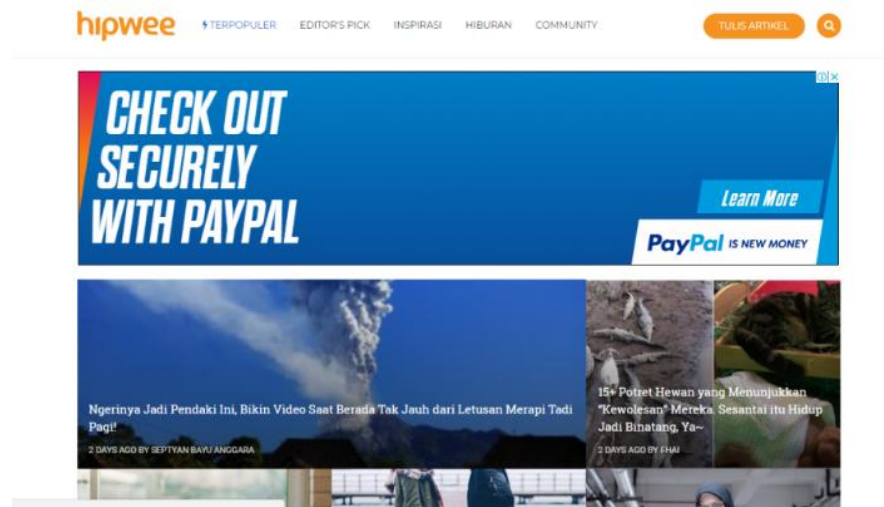 hipwee
TERPOPULER
EDITOR'S PICK
INSPIRASI
HIBURAN
COMMUNITY
TULIS ARTIKEL
CHECK OUT
SECURELY
WITH PAYPAL
Learn More
PayPal IS NEW MONEY
Ngerinya Jadi Pendaki Ini, Bikin Video Saat Berada Tak Jauh dari Letusan Merapi Tadi
Pagi!
2 DAYS AGO BY SEPTYAN BAYU ANGGARA
15+ Potret Hewan yang Menunjukkan
"Kewolesan" Mereka. Sesantai itu Hidup
Jadi Binatang, Ya~
2 DAYS AGO BY FHAI